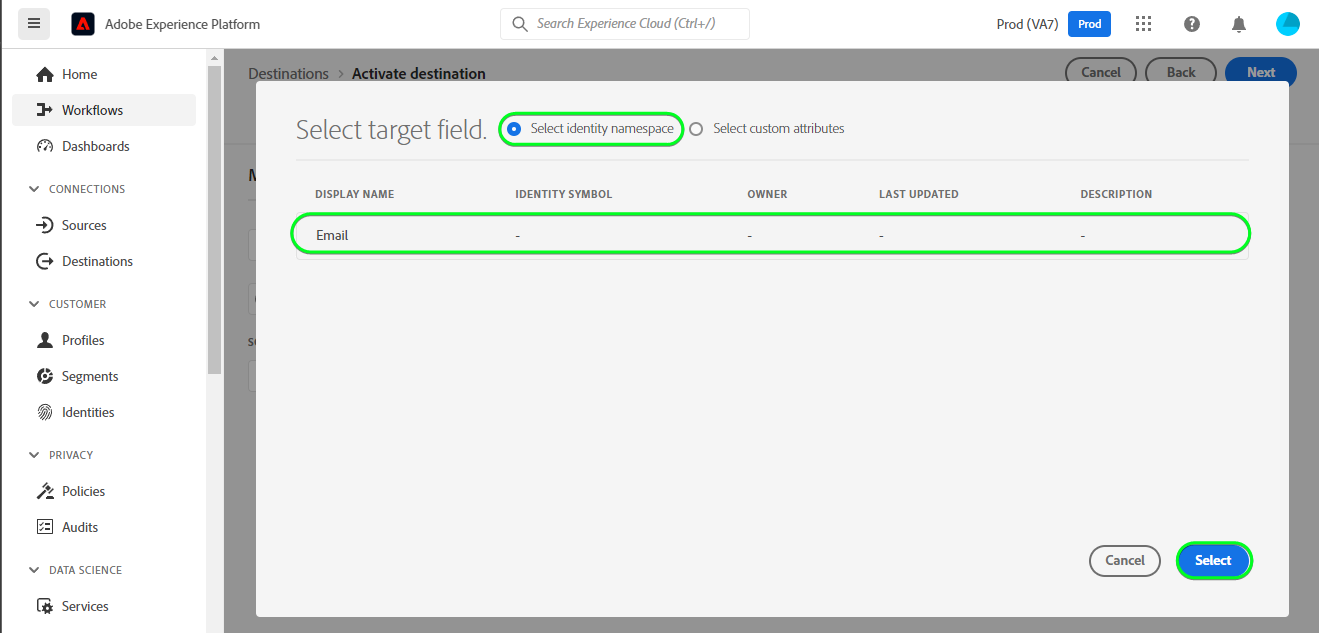 Adobe Experience Platform
Search Experience Cloud (Ctrl+/)
Prod (VA7)
Prod
Home
Workflows
Dashboards
CONNECTIONS
Sources
Destinations
CUSTOMER
Profiles
Segments
Identities
PRIVACY
Policies
Audits
DATA SCIENCE
Services
Destinations > Activate destination
Cancel
Back
Next
Select target field.
Select identity namespace
Select custom attributes
DISPLAY NAME IDENTITY SYMBOL OWNER LAST UPDATED DESCRIPTION
Email - - - -
Cancel
Select